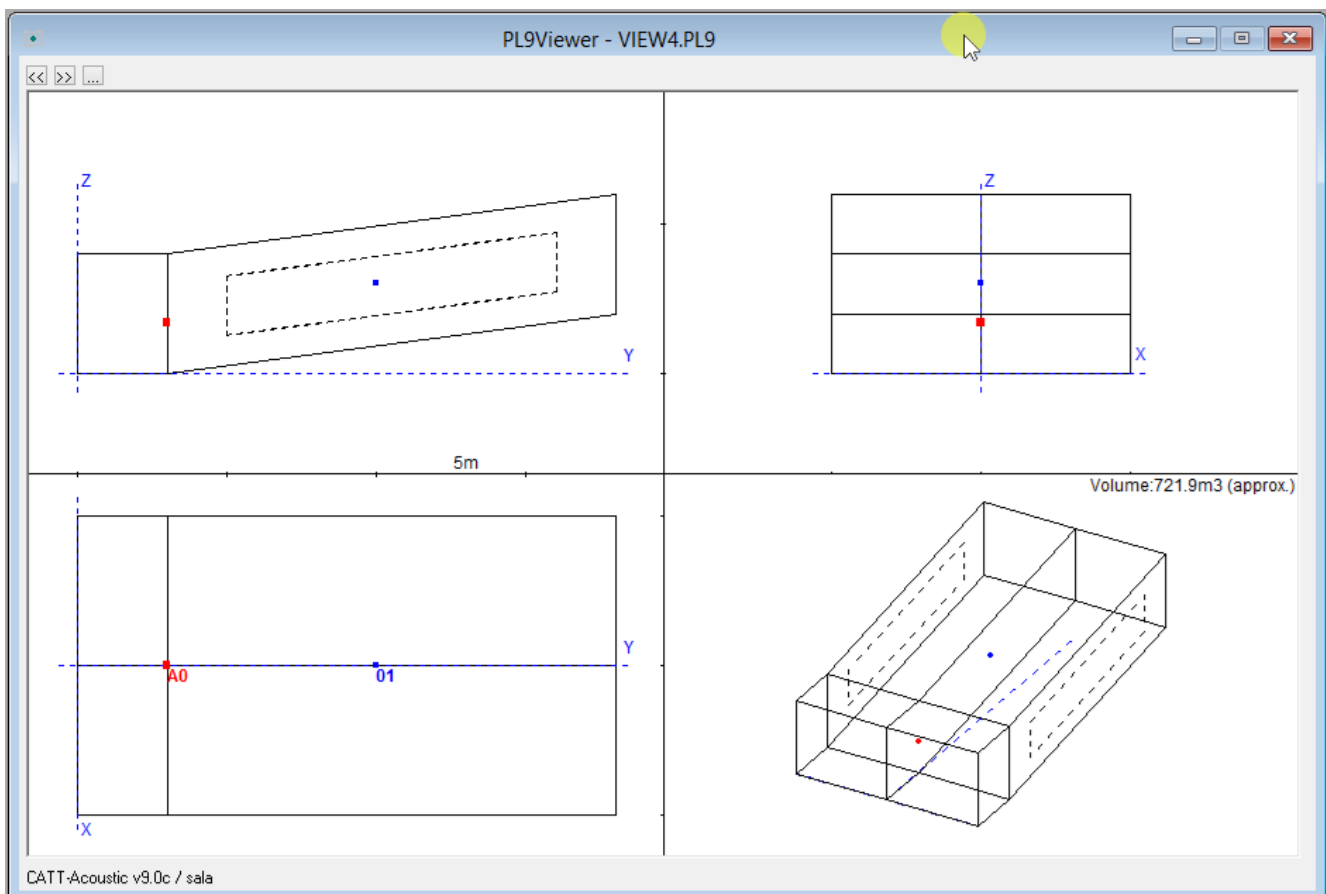 PL9Viewer - VIEW4.PL9
<< >> ...
Z
Y
Z
X
5m
Y
A0
01
X
Volume:721.9m3 (approx.)
CATT-Acoustic v9.0c / sala